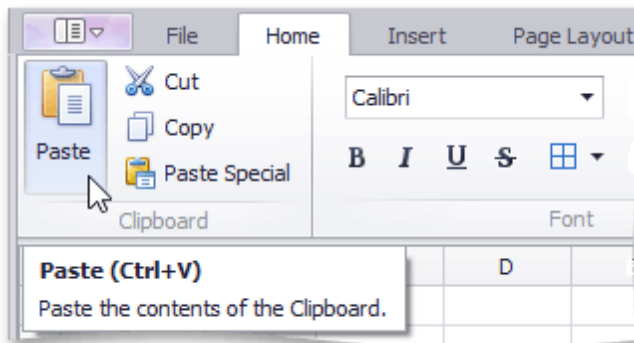 File Home Insert Page Layout
Cut
Calibri
Copy
Paste
B I U S
Paste Special
Clipboard Font
Paste (Ctrl+V)
D
Paste the contents of the Clipboard.